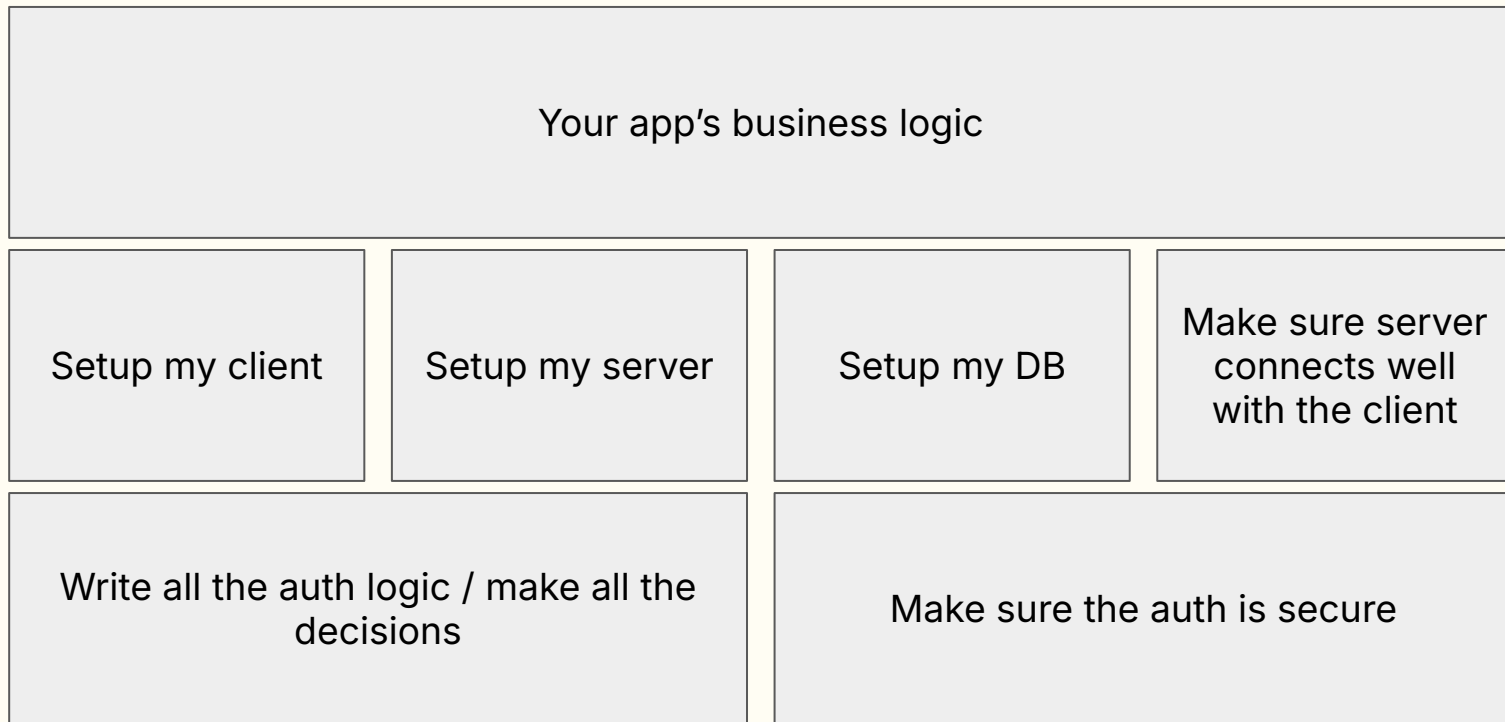 Your app’s business logic
Setup my client
Setup my server
Setup my DB
Make sure server
connects well
with the client
Write all the auth logic / make all the
decisions
Make sure the auth is secure